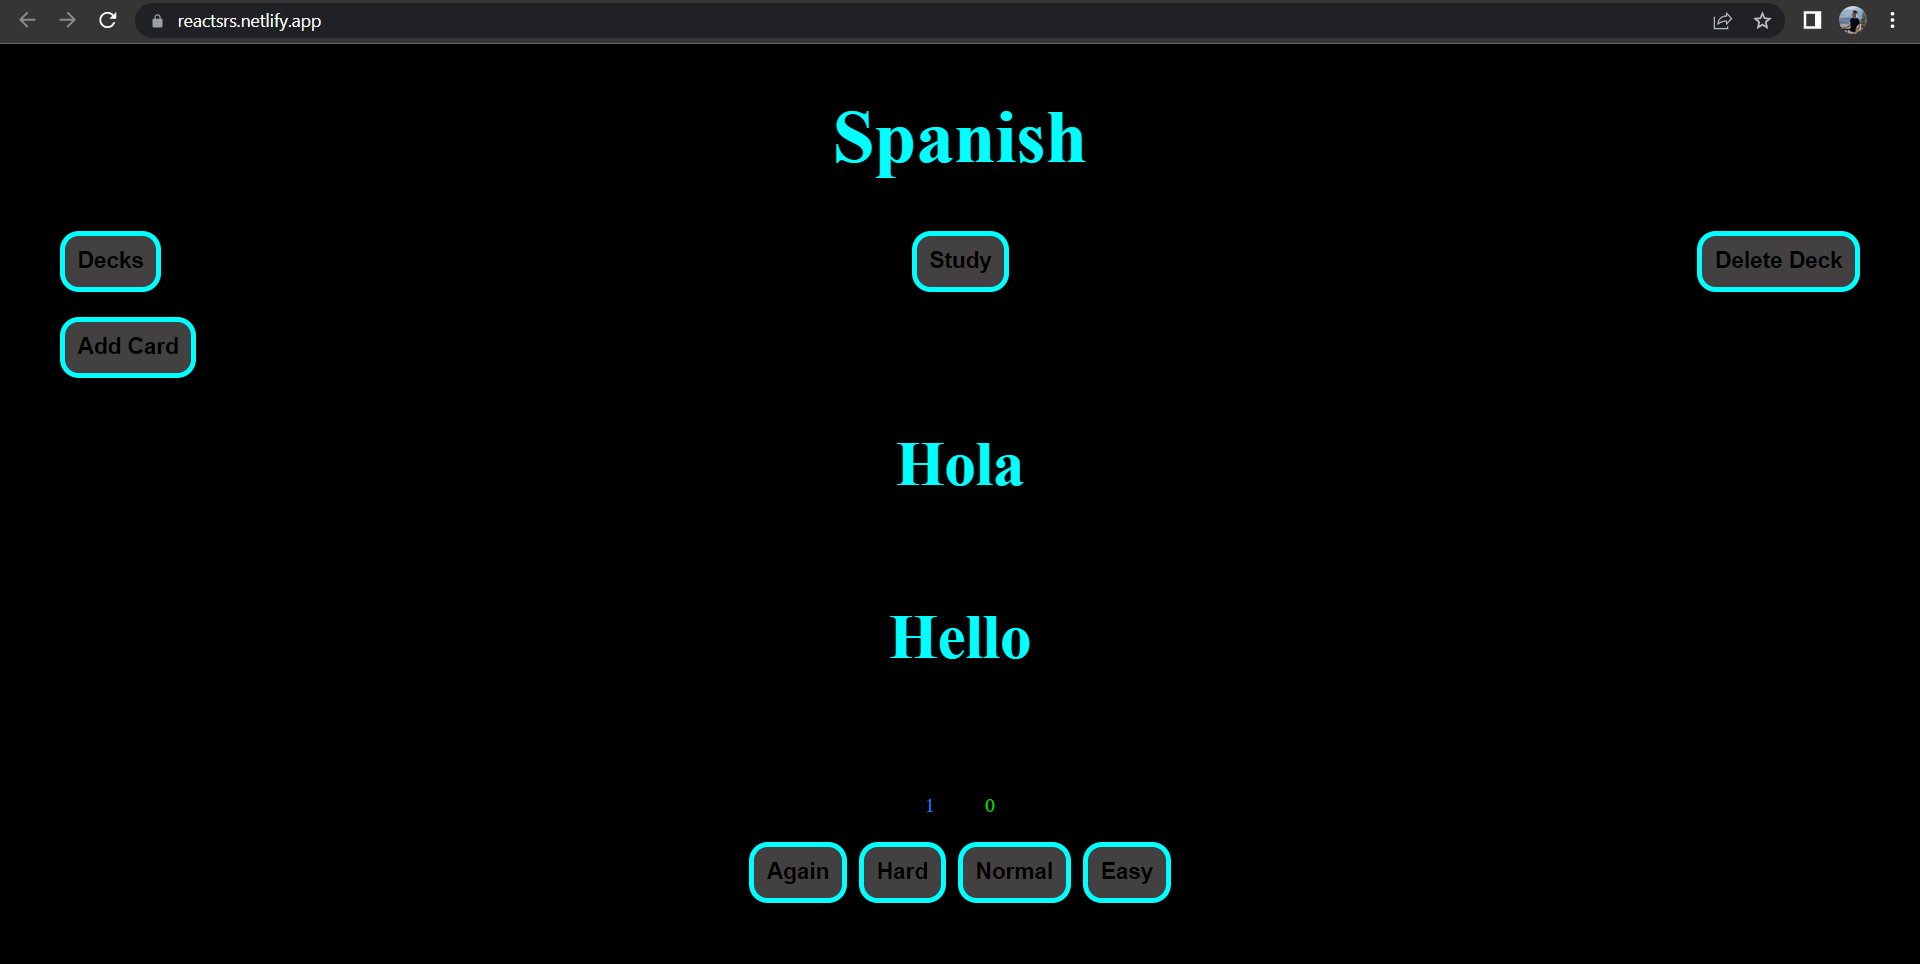 reactsrs.netlify.app
Spanish
Decks Study Delete Deck
Add Card
Hola
Hello
1 0
Again Hard Normal Easy